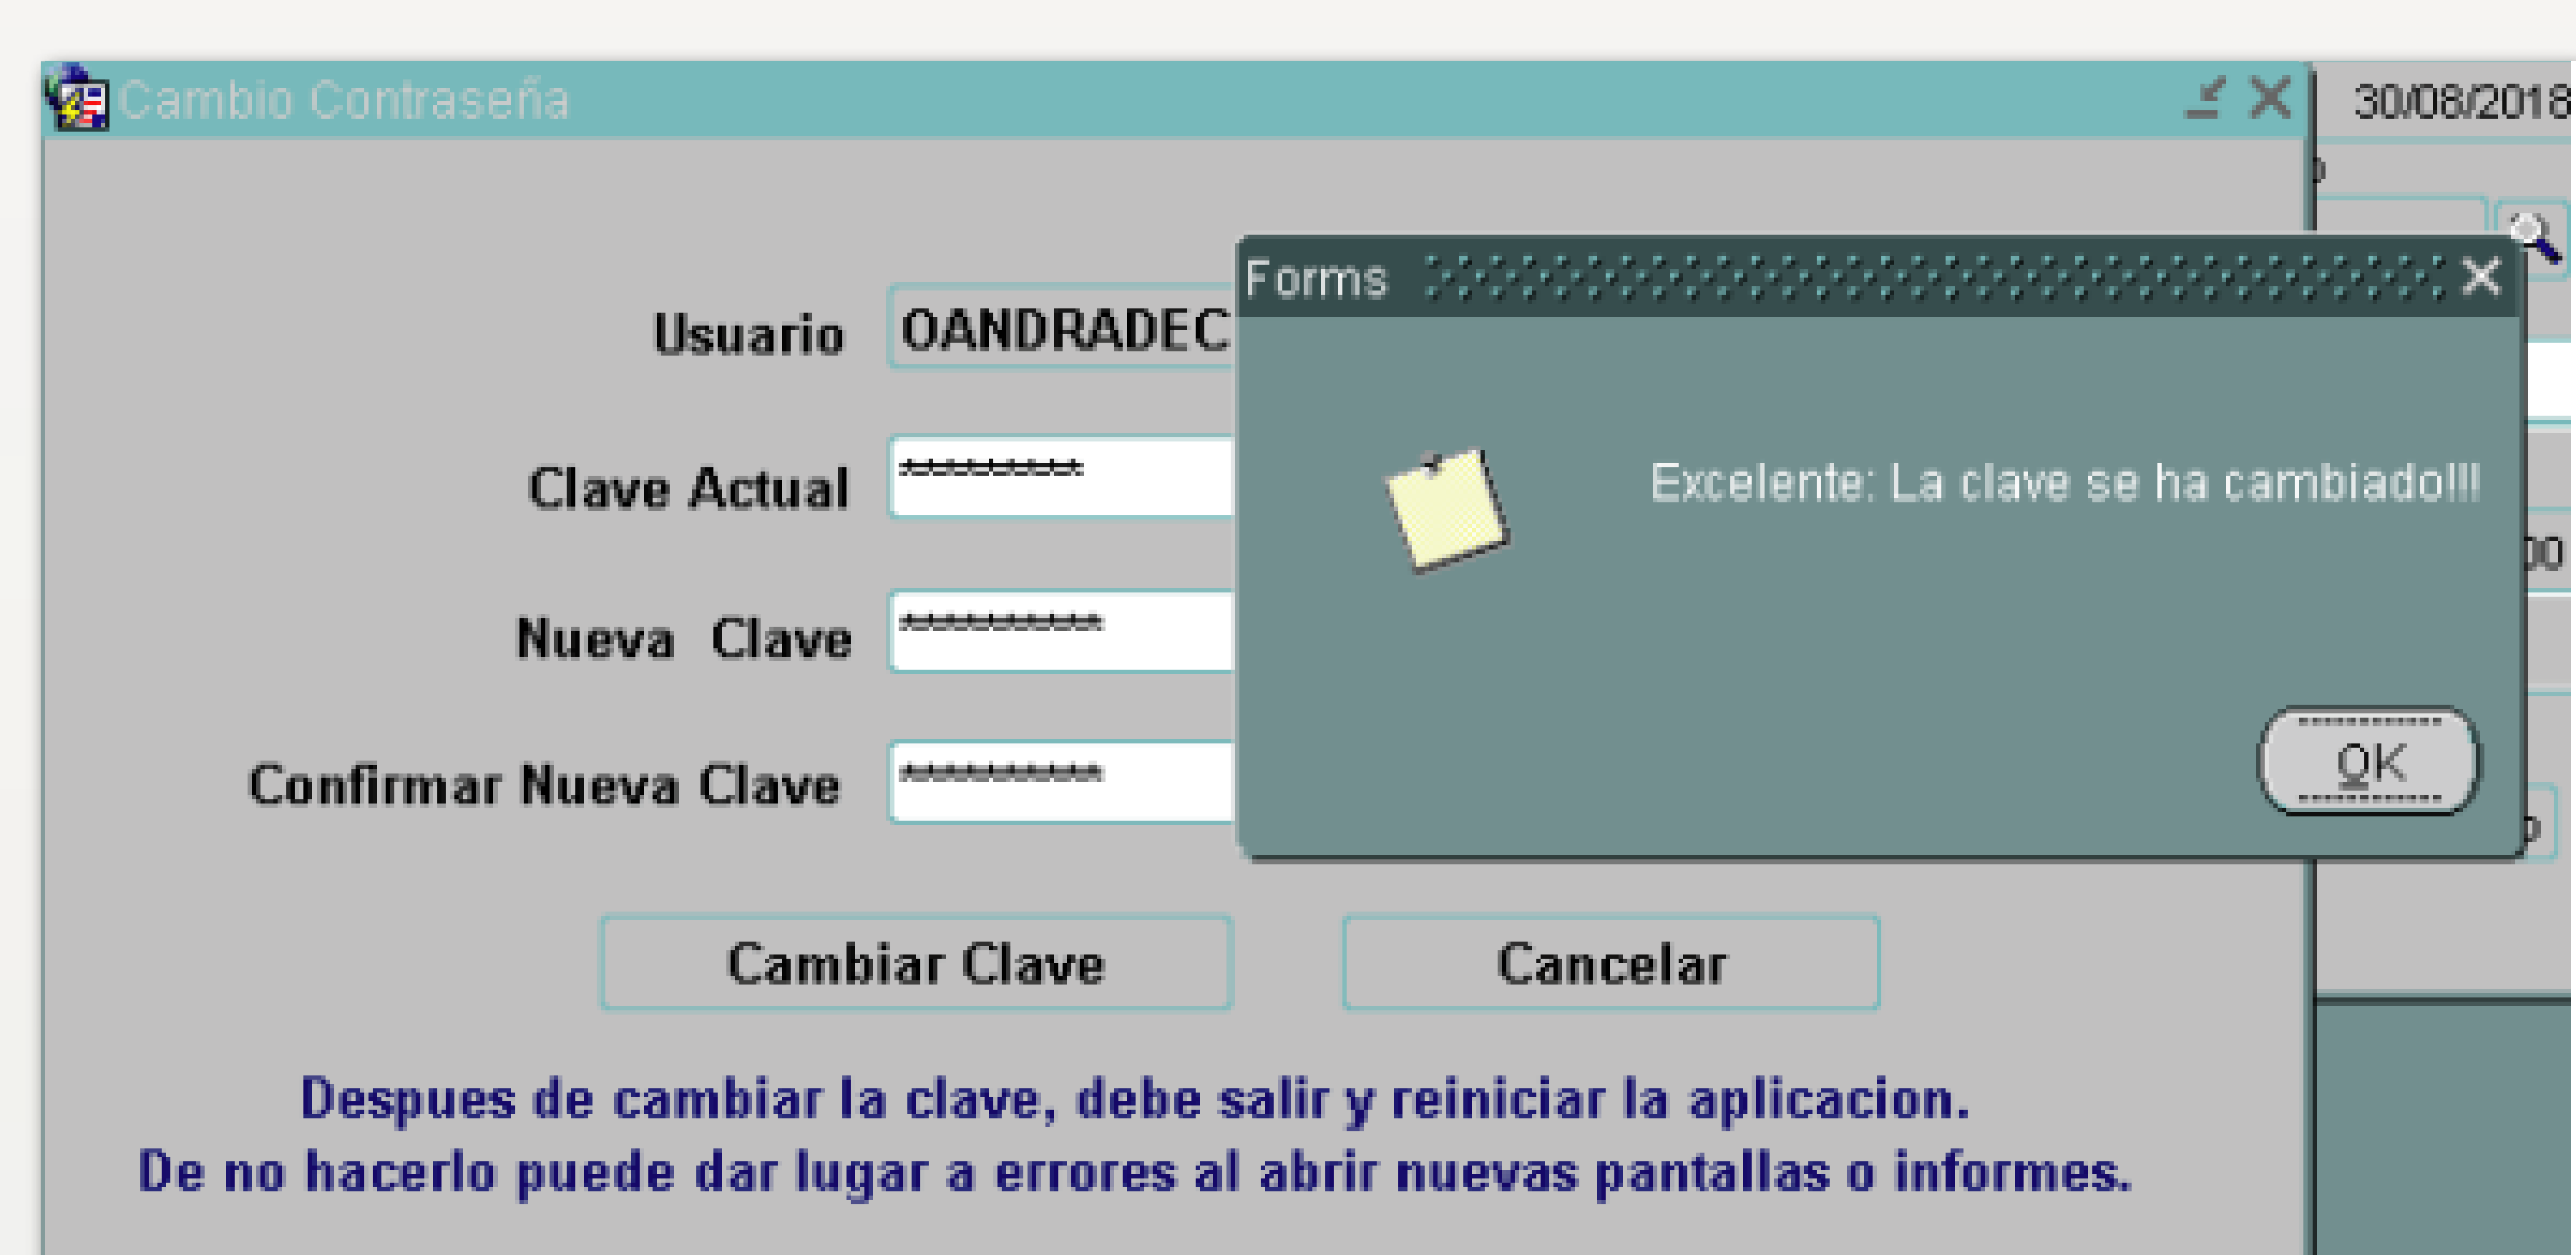 Cambio Contraseña
30/08/2018
Forms
Usuario OANDRADEC
Clave Actual *********
Excelente: La clave se ha cambiado!!!
00
Nueva Clave **********
OK
Confirmar Nueva Clave **********
Cambiar Clave Cancelar
Despues de cambiar la clave, debe salir y reiniciar la aplicacion.
De no hacerlo puede dar lugar a errores al abrir nuevas pantallas o informes.